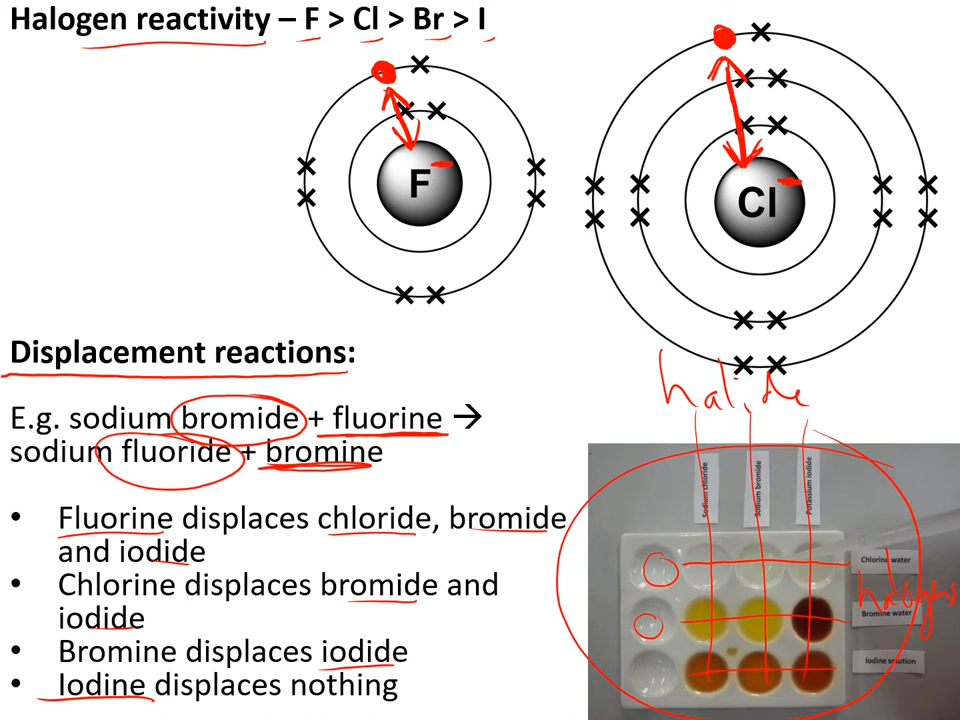 Halogen reactivity – F > Cl > Br > I
F
Cl
Displacement reactions:
E.g. sodium bromide + fluorine →
sodium fluoride + bromine
• Fluorine displaces chloride, bromide
and iodide
• Chlorine displaces bromide and
iodide
• Bromine displaces iodide
• Iodine displaces nothing
halide
Sodium chloride
Sodium bromide
Potassium iodide
Chlorine water
halogens
Bromine water
Iodine solution